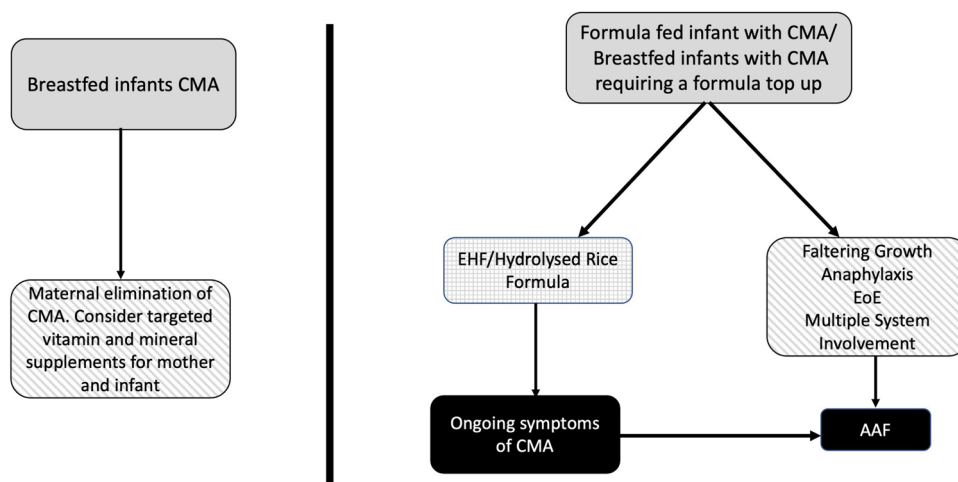 Breastfed infants CMA
Maternal elimination of
CMA. Consider targeted
vitamin and mineral
supplements for mother
and infant
Formula fed infant with CMA/
Breastfed infants with CMA
requiring a formula top up
EHF/Hydrolysed Rice
Formula
Faltering Growth
Anaphylaxis
EoE
Multiple System
Involvement
Ongoing symptoms
of CMA
AAF